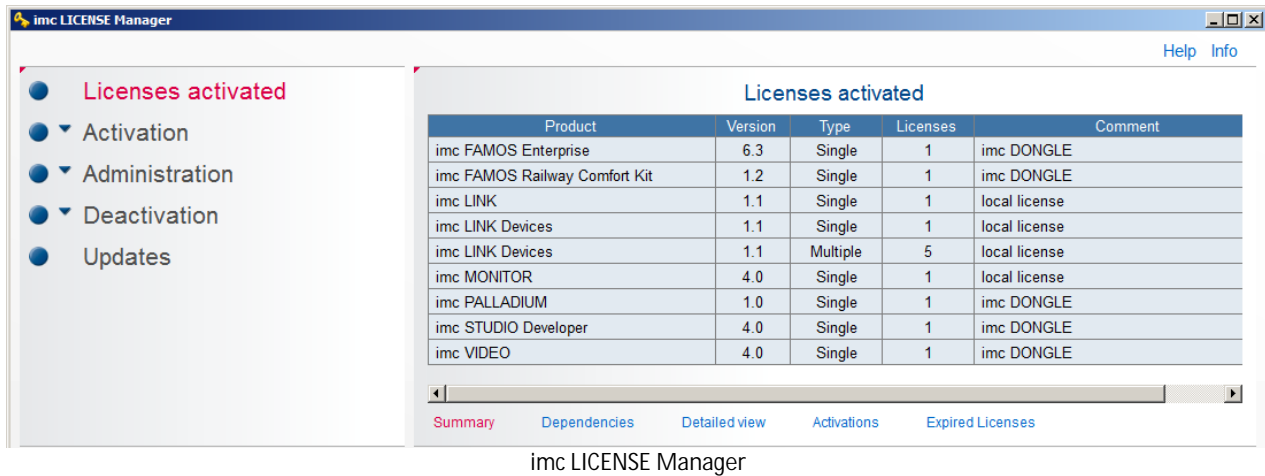 imc LICENSE Manager
Help Info
Licenses activated
Activation
Administration
Deactivation
Updates
Licenses activated
Product Version Type Licenses Comment
imc FAMOS Enterprise 6.3 Single 1 imc DONGLE
imc FAMOS Railway Comfort Kit 1.2 Single 1 imc DONGLE
imc LINK 1.1 Single 1 local license
imc LINK Devices 1.1 Single 1 local license
imc LINK Devices 1.1 Multiple 5 local license
imc MONITOR 4.0 Single 1 local license
imc PALLADIUM 1.0 Single 1 imc DONGLE
imc STUDIO Developer 4.0 Single 1 imc DONGLE
imc VIDEO 4.0 Single 1 imc DONGLE
Summary Dependencies Detailed view Activations Expired Licenses
imc LICENSE Manager